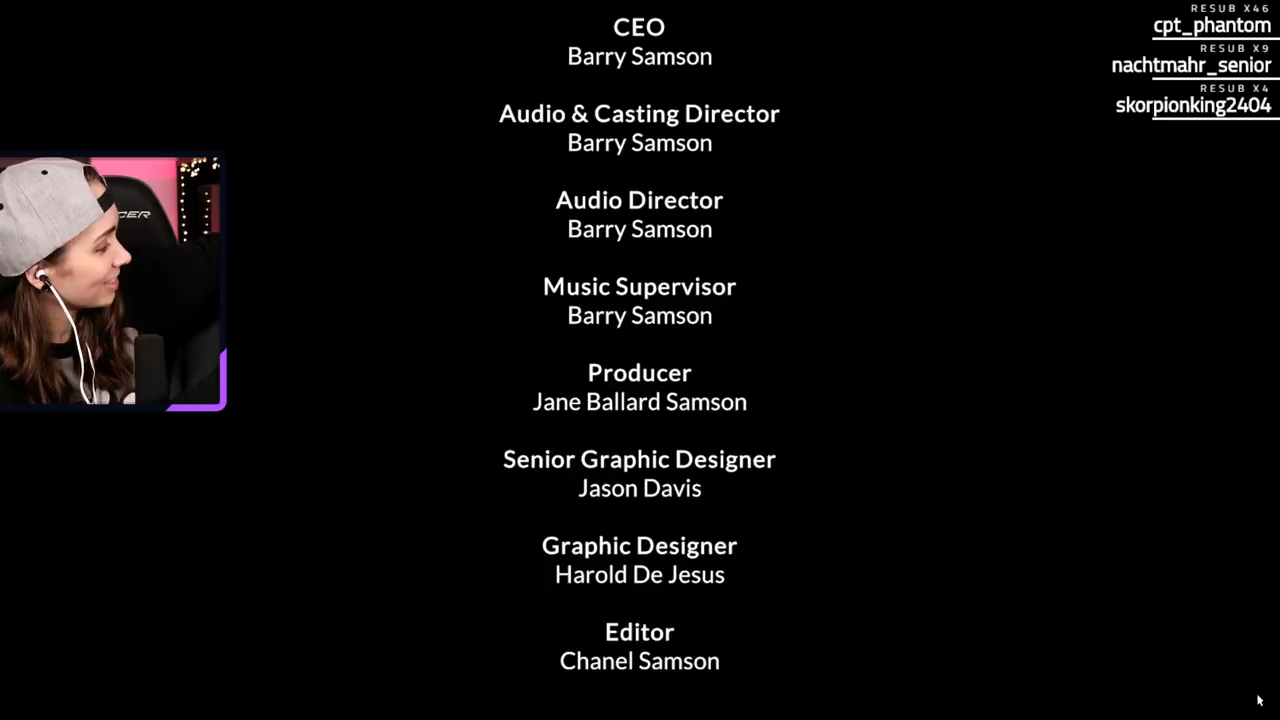 CEO
Barry Samson
Audio & Casting Director
Barry Samson
Audio Director
Barry Samson
Music Supervisor
Barry Samson
Producer
Jane Ballard Samson
Senior Graphic Designer
Jason Davis
Graphic Designer
Harold De Jesus
Editor
Chanel Samson
RESUB X46
cpt_phantom
RESUB X9
nachtmahr_senior
RESUB X4
skorpionking2404